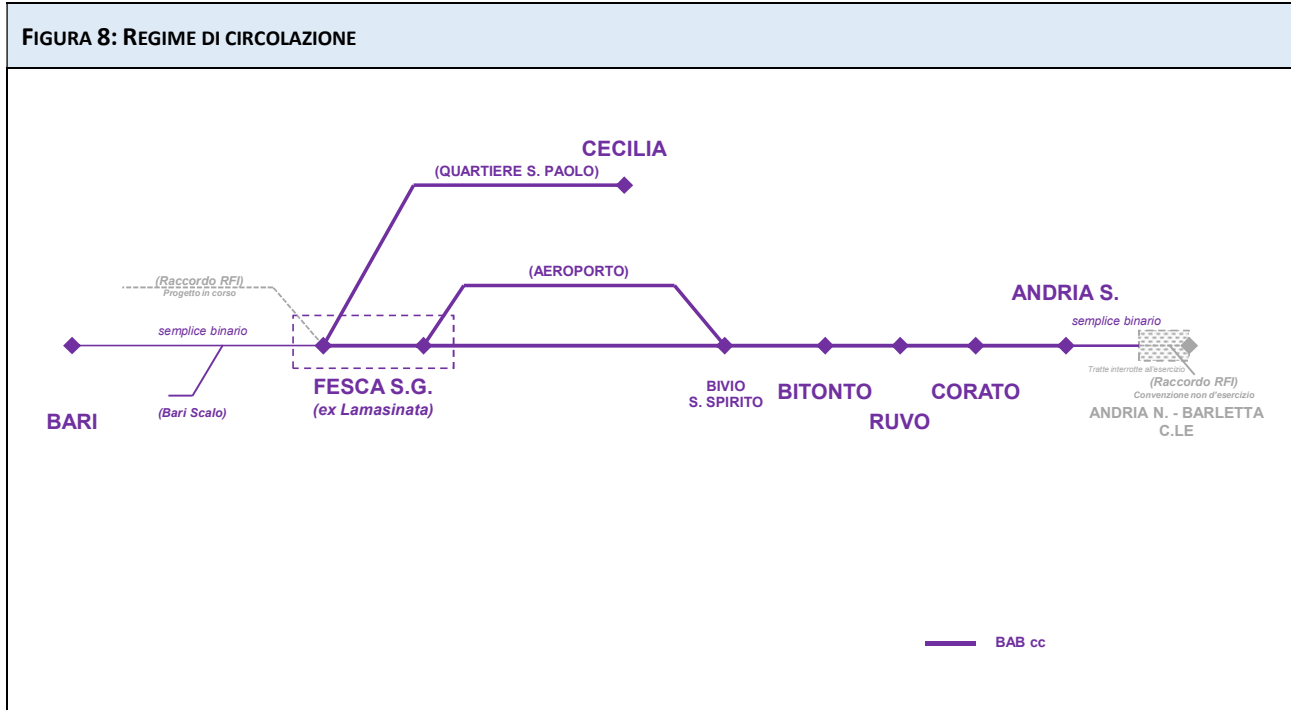 FIGURA 8: REGIME DI CIRCOLAZIONE
CECILIA
(QUARTIERE S. PAOLO)
(AEROPORTO)
(Raccordo RFI)
Progetto in corso
ANDRIA S.
semplice binario
semplice binario
Tratte interrotte all'esercizio
(Raccordo RFI)
Convenzione non d'esercizio
ANDRIA N. - BARLETTA
C.LE
FESCA S.G.
(ex Lamasinata)
BIVIO
S. SPIRITO
BITONTO
CORATO
RUVO
BARI
(Bari Scalo)
BAB cc